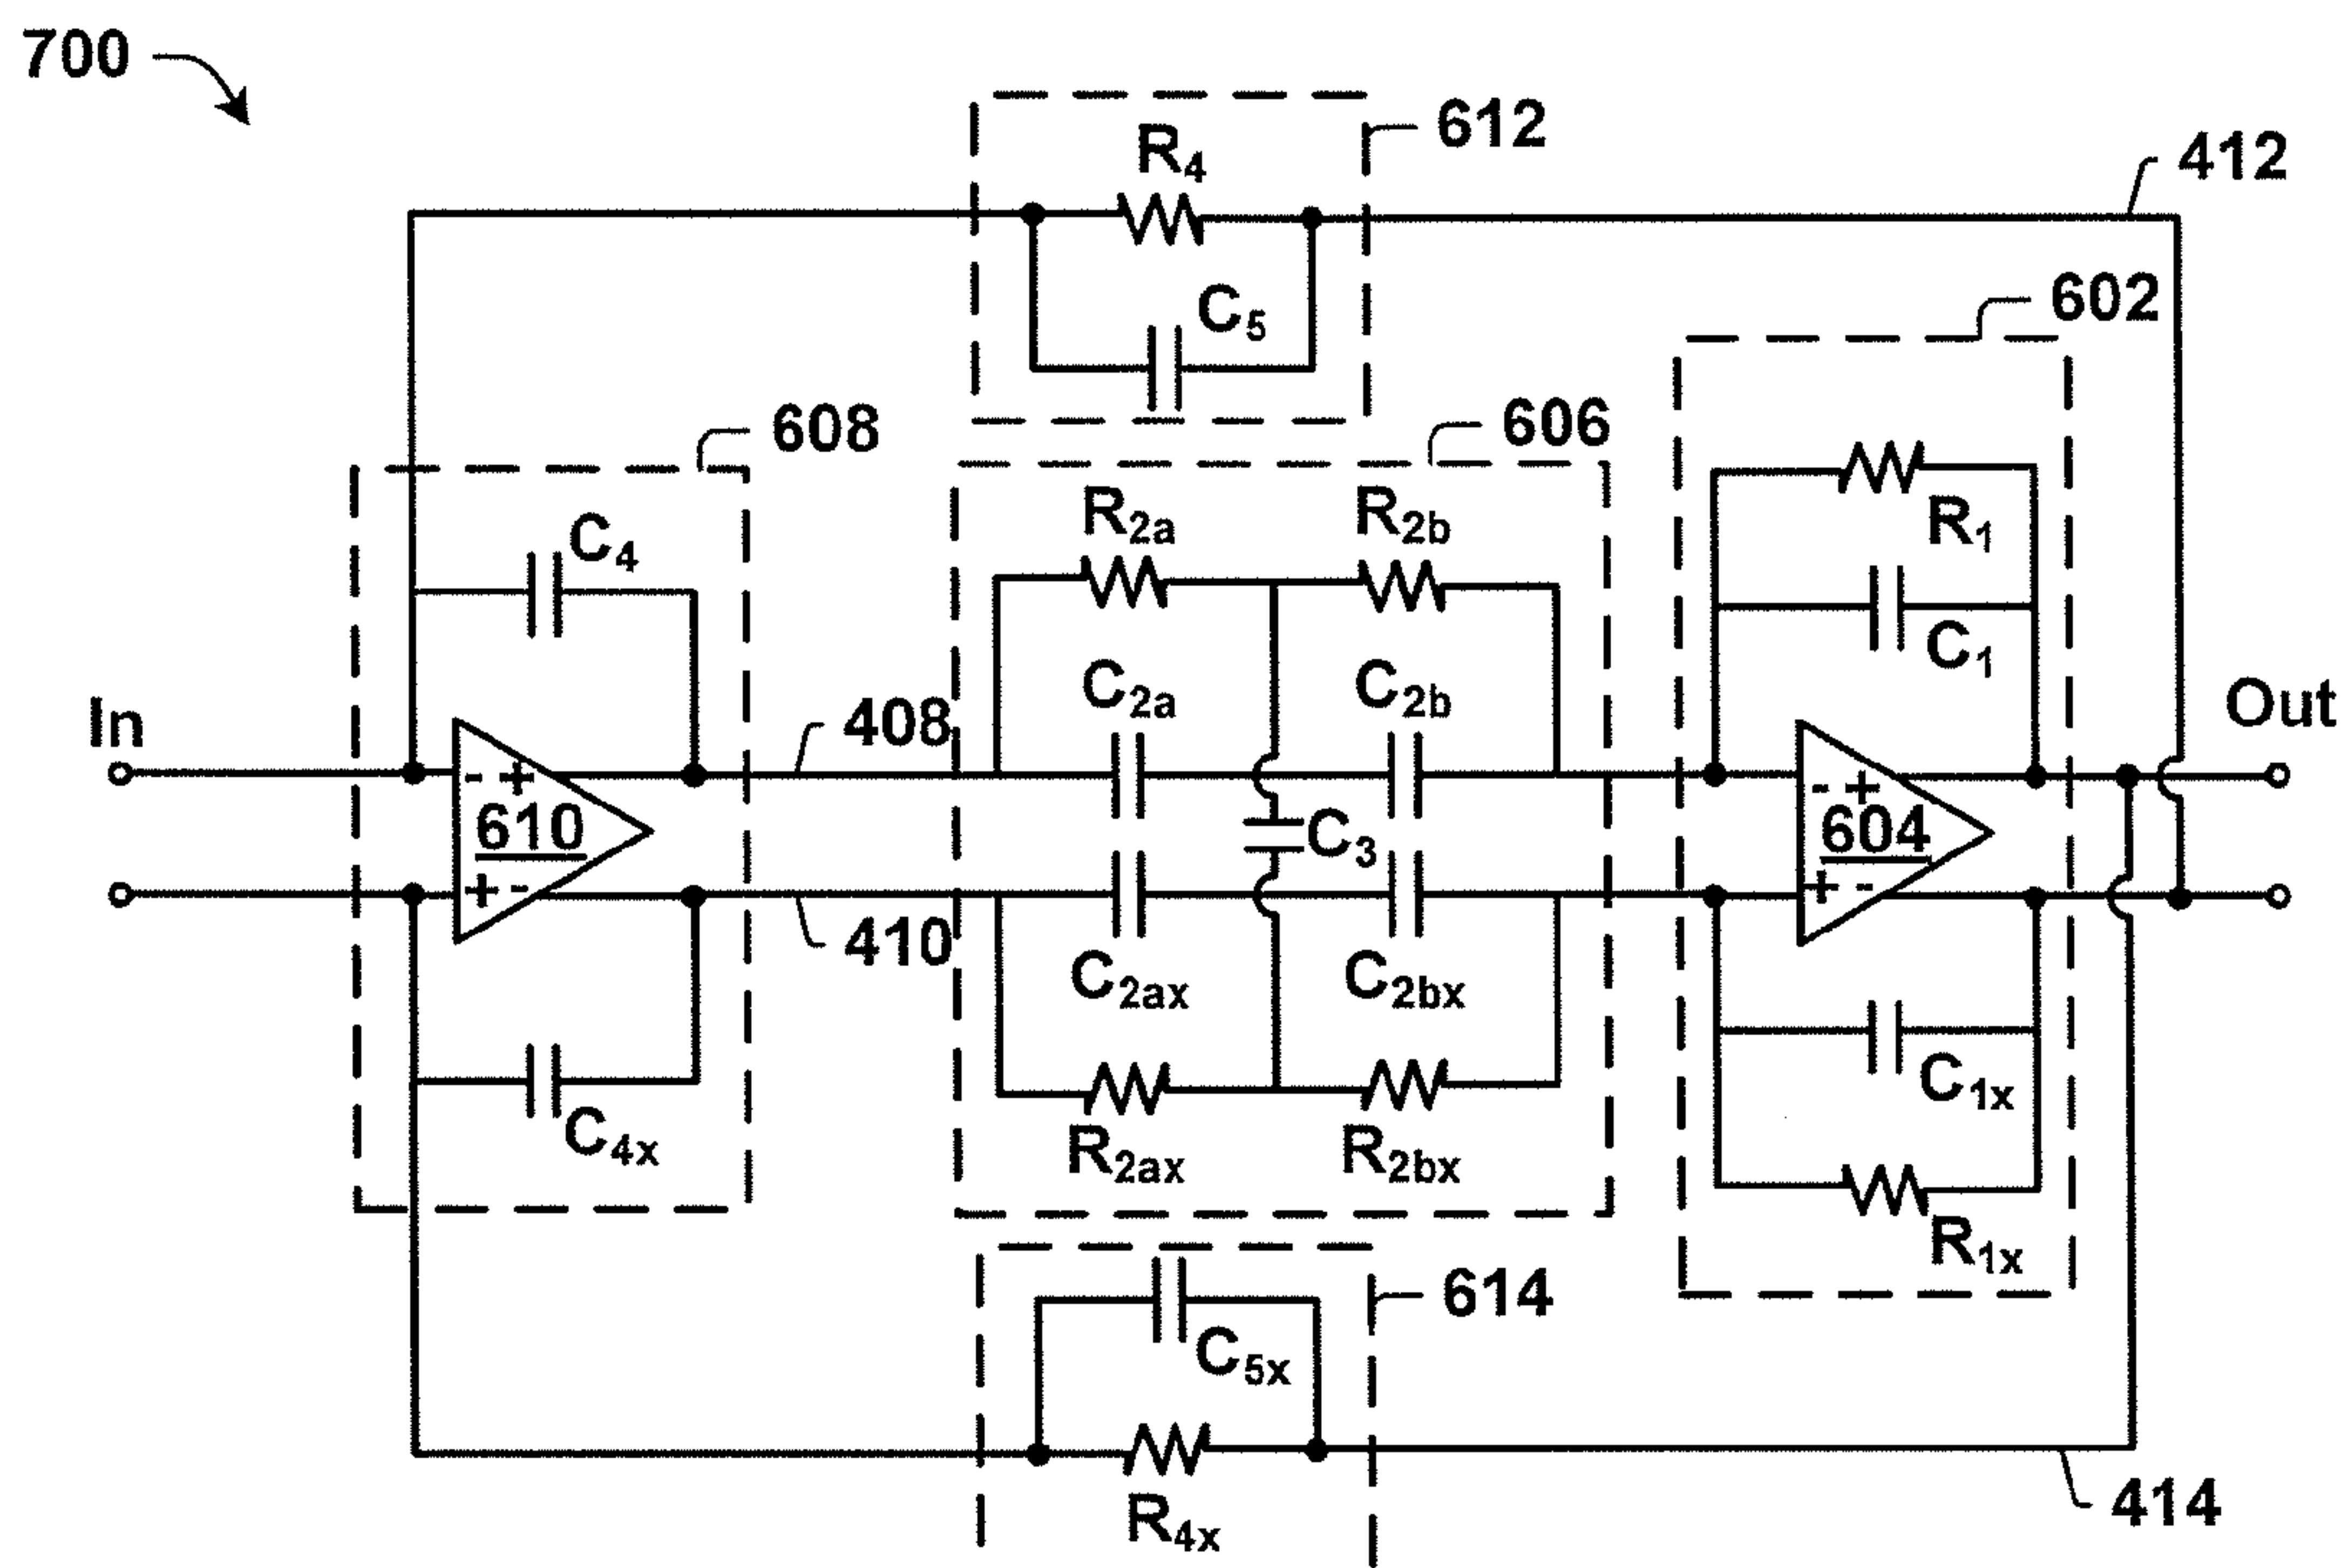 700
612
R4
412
C5
602
608
606
R2a
R2b
R1
C4
C1
C2a
C2b
In
408
Out
- +
- +
610
C3
604
+ -
+ -
410
C2ax
C2bx
C1x
C4x
R2ax
R2bx
R1x
614
C5x
R4x
414